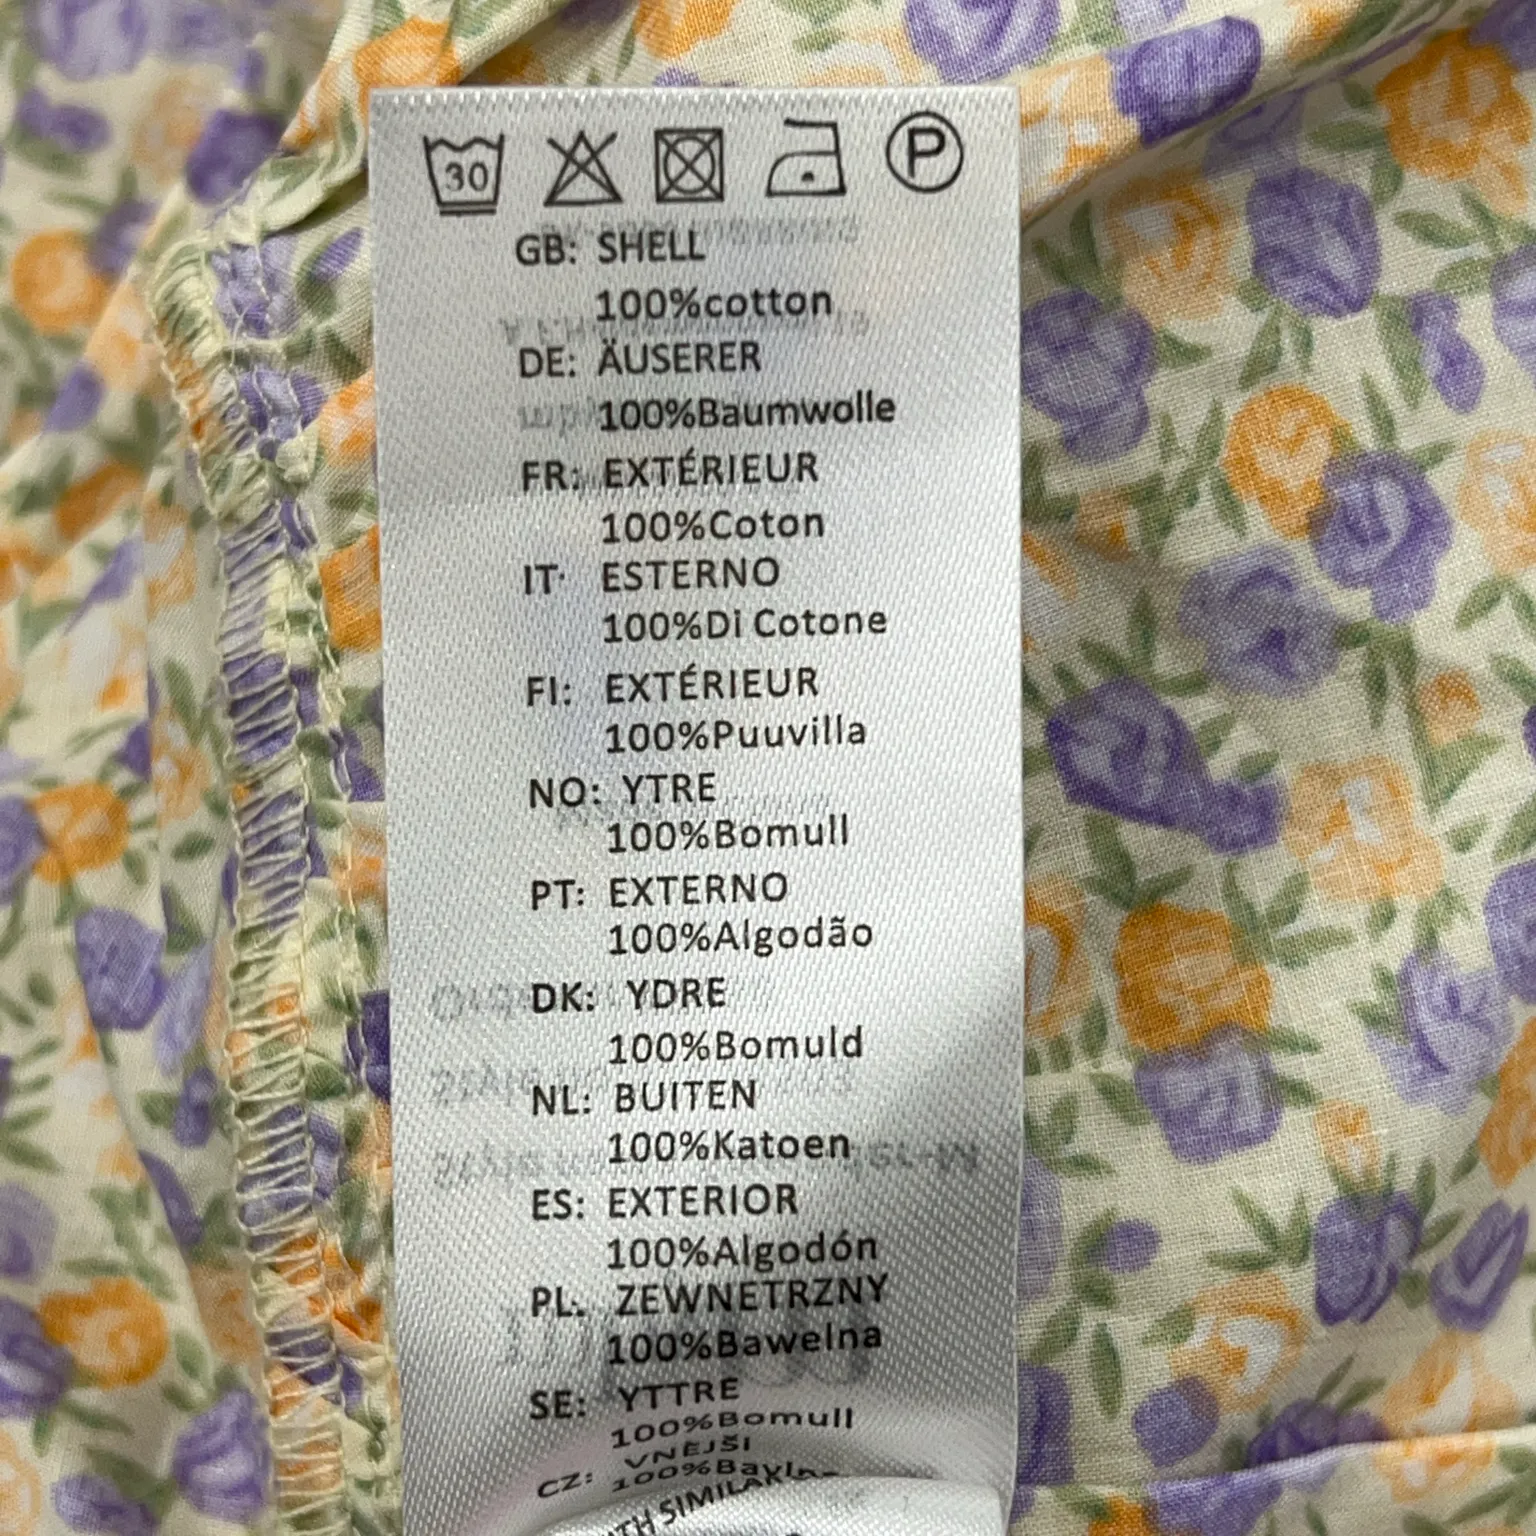 30 P
GB: SHELL
100%cotton
DE: ÄUSERER
100%Baumwolle
FR: EXTÉRIEUR
100%Coton
IT: ESTERNO
100%Di Cotone
FI: EXTÉRIEUR
100%Puuvilla
NO: YTRE
100%Bomull
PT: EXTERNO
100%Algodão
DK: YDRE
100%Bomuld
NL: BUITEN
100%Katoen
ES: EXTERIOR
100%Algodón
PL: ZEWNETRZNY
100%Bawelna
SE: YTTRE
100%Bomull
CZ: VNEJŠI